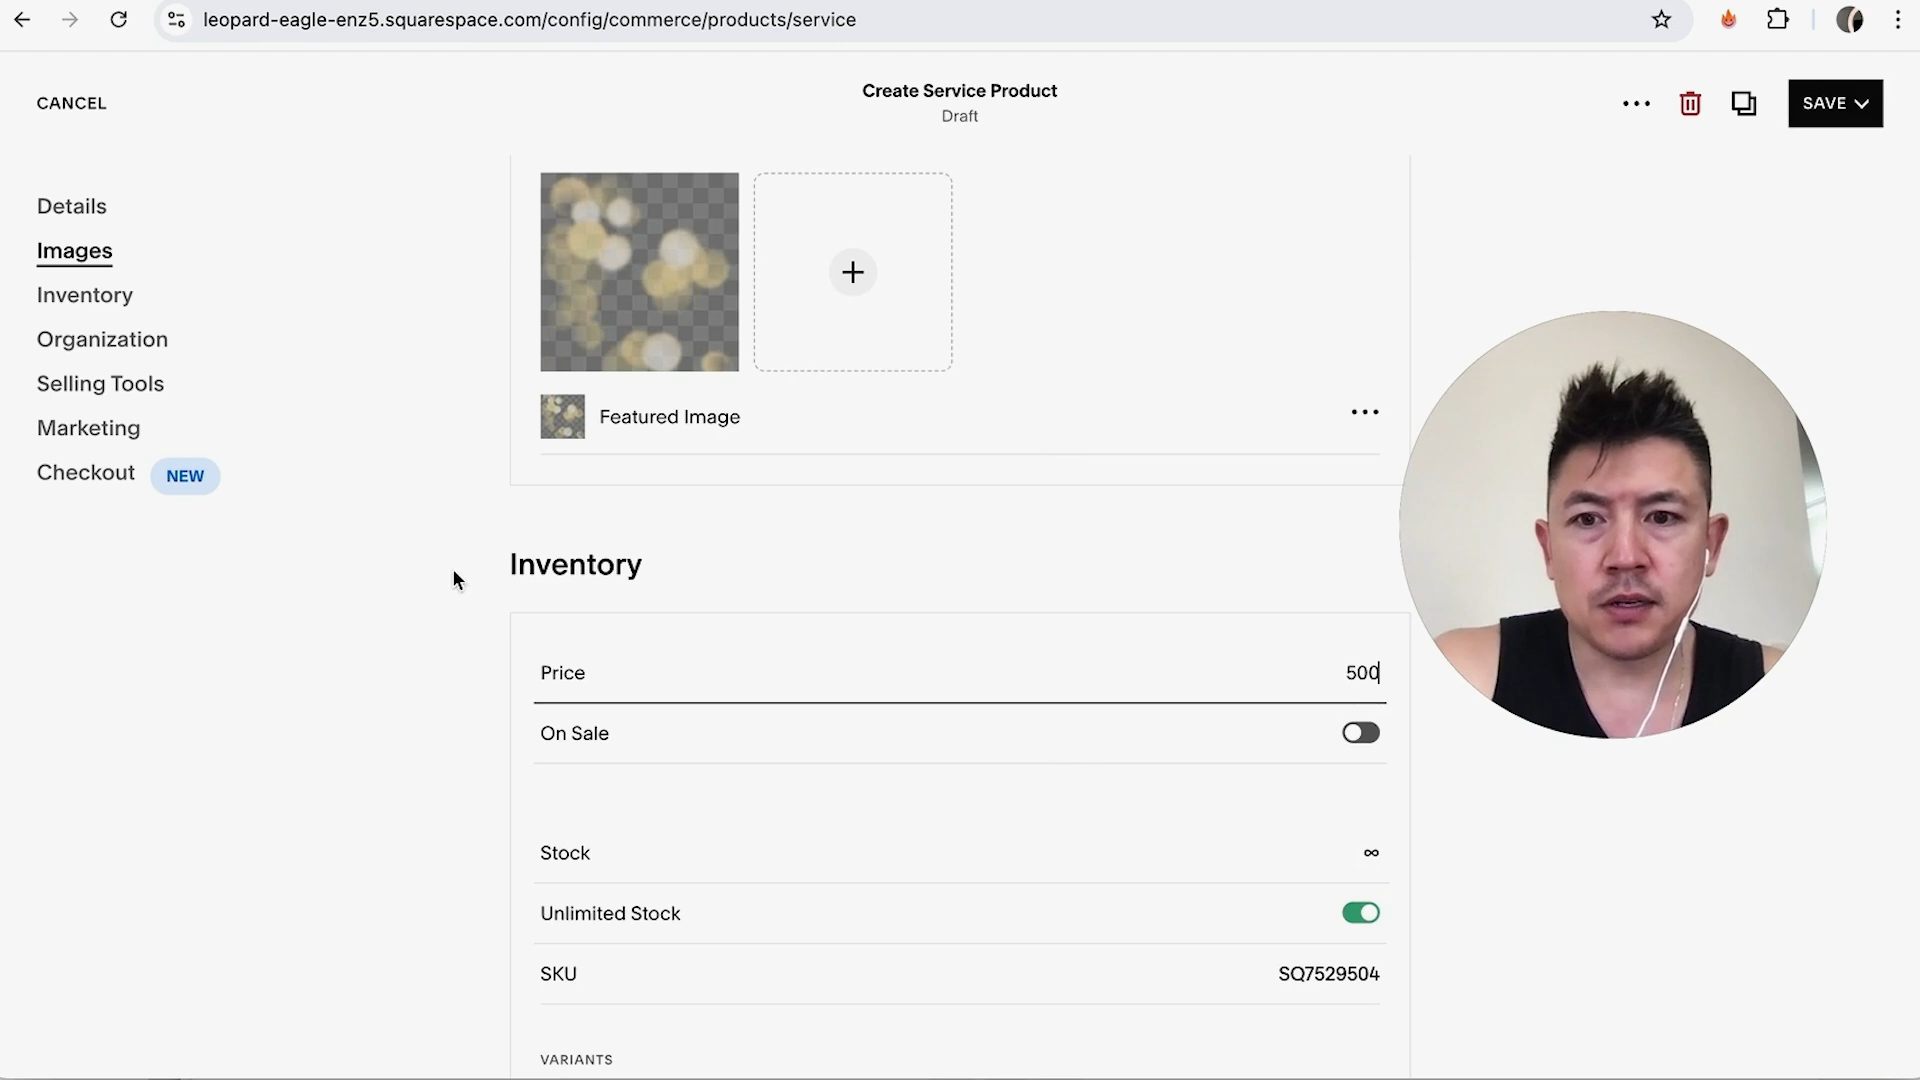 leopard-eagle-enz5.squarespace.com/config/commerce/products/service
CANCEL
Create Service Product
Draft
SAVE
Details
Images
Inventory
Organization
Selling Tools
Marketing
Checkout NEW
Featured Image
Inventory
Price 500
On Sale
Stock ∞
Unlimited Stock
SKU SQ7529504
VARIANTS